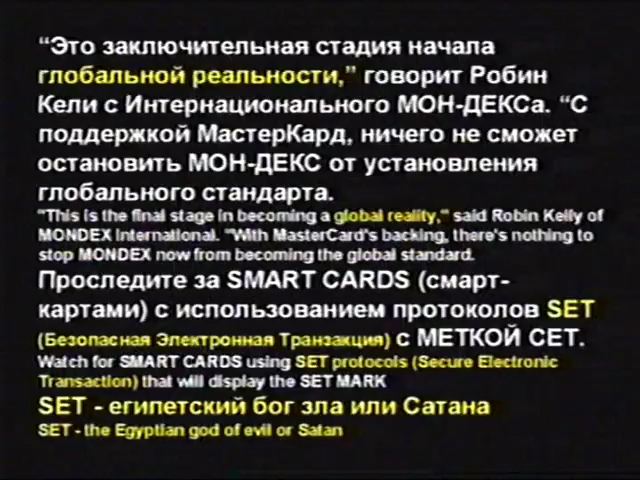 “Это заключительная стадия начала
глобальной реальности,” говорит Робин
Кели с Интернационального МОН-ДЕКСа. “С
поддержкой МастерКард, ничего не сможет
остановить МОН-ДЕКС от установления
глобального стандарта.
"This is the final stage in becoming a global reality," said Robin Kelly of
MONDEX International. "With MasterCard's backing, there's nothing to
stop MONDEX now from becoming the global standard.
Проследите за SMART CARDS (смарт-
картами) с использованием протоколов SET
(Безопасная Электронная Транзакция) с МЕТКОЙ СЕТ.
Watch for SMART CARDS using SET protocols (Secure Electronic
Transaction) that will display the SET MARK
SET - египетский бог зла или Сатана
SET - the Egyptian god of evil or Satan